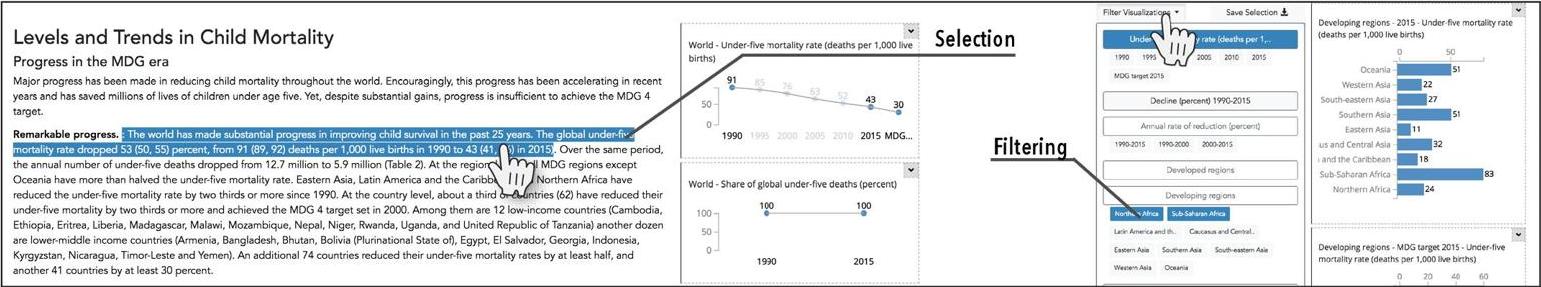 Levels and Trends in Child Mortality
Progress in the MDG era
Major progress has been made in reducing child mortality throughout the world. Encouragingly, this progress has been accelerating in recent
years and has saved millions of lives of children under age five. Yet, despite substantial gains, progress is insufficient to achieve the MDG 4
target.
Remarkable progress. : The world has made substantial progress in improving child survival in the past 25 years. The global under-five
mortality rate dropped 53 (50, 55) percent, from 91 (89, 92) deaths per 1,000 live births in 1990 to 43 (41, ) in 2015). Over the same period,
the annual number of under-five deaths dropped from 12.7 million to 5.9 million (Table 2). At the region MDG regions except
Oceania have more than halved the under-five mortality rate. Eastern Asia, Latin America and the Caribbe Northern Africa have
reduced the under-five mortality rate by two thirds or more since 1990. At the country level, about a third o ntries (62) have reduced their
under-five mortality by two thirds or more and achieved the MDG 4 target set in 2000. Among them are 12 low-income countries (Cambodia,
Ethiopia, Eritrea, Liberia, Madagascar, Malawi, Mozambique, Nepal, Niger, Rwanda, Uganda, and United Republic of Tanzania) another dozen
are lower-middle income countries (Armenia, Bangladesh, Bhutan, Bolivia (Plurinational State of), Egypt, El Salvador, Georgia, Indonesia,
Kyrgyzstan, Nicaragua, Timor-Leste and Yemen). An additional 74 countries reduced their under-five mortality rates by at least half, and
another 41 countries by at least 30 percent.
World - Under-five mortality rate (deaths per 1,000 live
births)
91 85 76 63 52 43 30
50
0
1990 1995 2000 2005 2010 2015 MDG...
World - Share of global under-five deaths (percent)
100 100
100
50
0
1990 2015
Selection
Filtering
Filter Visualizations
Save Selection
Unde y rate (deaths per 1,...
1990 1995 2005 2010 2015
MDG target 2015
Decline (percent) 1990-2015
Annual rate of reduction (percent)
1990-2015 1990-2000 2000-2015
Developed regions
Developing regions
Northern Africa Sub-Saharan Africa
Latin America and th.. Caucasus and Central..
Eastern Asia Southern Asia South-eastern Asia
Western Asia Oceania
Developing regions - 2015 - Under-five mortality rate
(deaths per 1,000 live births)
0 50
Oceania 51
Western Asia 22
South-eastern Asia 27
Southern Asia 51
Eastern Asia 11
us and Central Asia 32
and the Caribbean 18
Sub-Saharan Africa 83
Northern Africa 24
Developing regions - MDG target 2015 - Under-five
mortality rate (deaths per 1,000 live births)
0 20 40 60